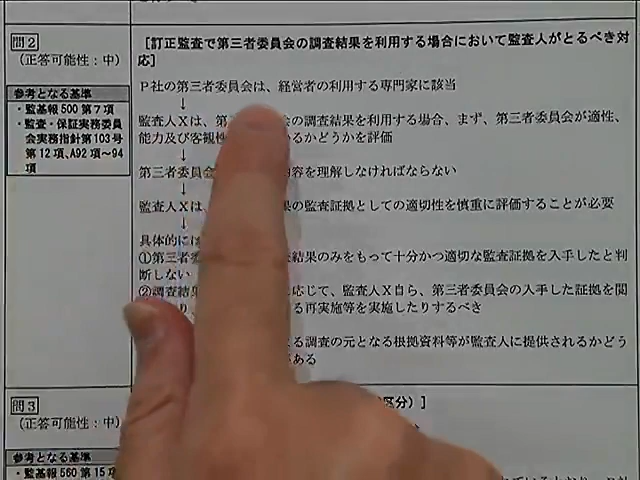 問2
(正答可能性:中)
参考となる基準
・監基報500第7項
・監査・保証実務委員
会実務指針第103号
第12項、A92項~94
項
[訂正監査で第三者委員会の調査結果を利用する場合において監査人がとるべき対
応]
P社の第三者委員会は、経営者の利用する専門家に該当
↓
監査人Xは、第 会の調査結果を利用する場合、まず、第三者委員会が適性、
能力及び客観性 るかどうかを評価
↓
第三者委員会 内容を理解しなければならない
↓
監査人Xは、 果の監査証拠としての適切性を慎重に評価することが必要
↓
具体的には
①第三者委 結果のみをもって十分かつ適切な監査証拠を入手したと判
断しない
②調査結果 応じて、監査人X自ら、第三者委員会の入手した証拠を閲
り、 る再実施等を実施したりするべき
る調査の元となる根拠資料等が監査人に提供されるかどう
がある
問3
(正答可能性:中)
参考となる基準
・監基報560第15項
区分)]